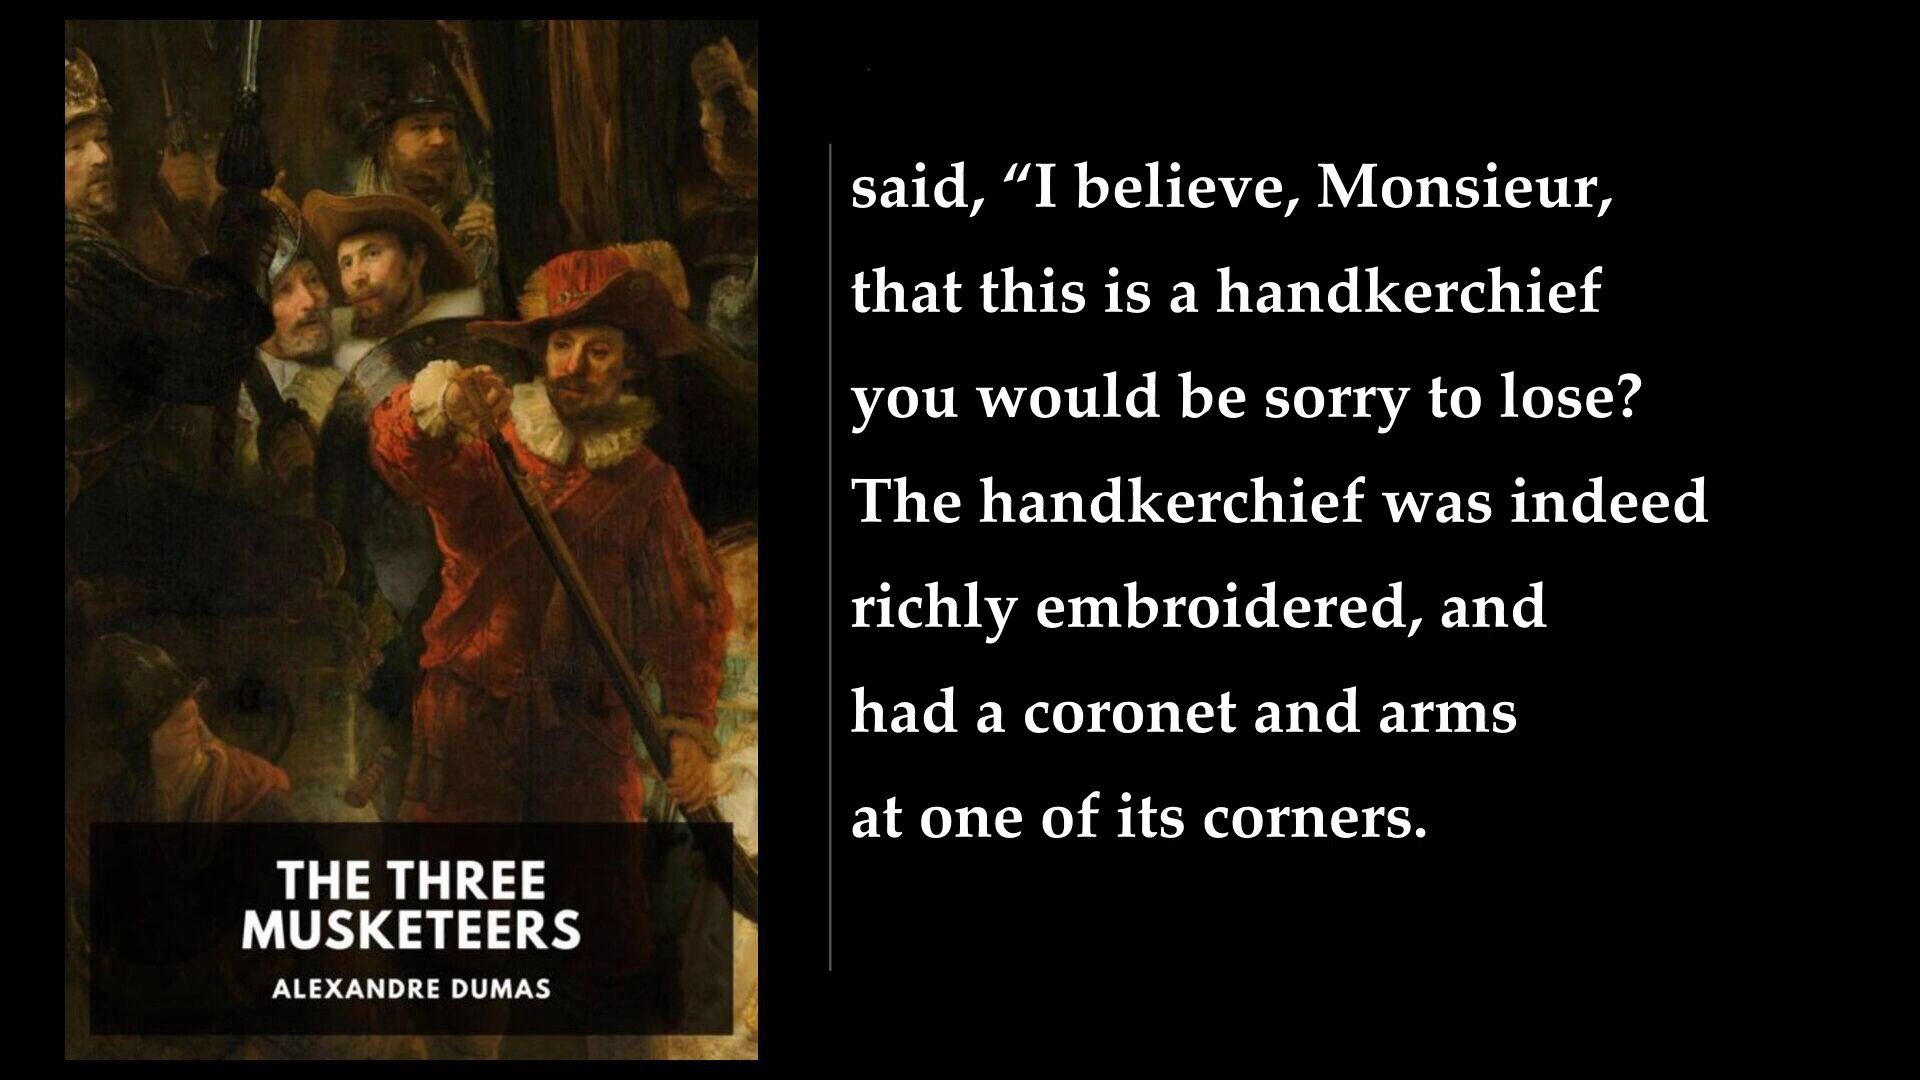 THE THREE
MUSKETEERS
ALEXANDRE DUMAS
said, “I believe, Monsieur,
that this is a handkerchief
you would be sorry to lose?
The handkerchief was indeed
richly embroidered, and
had a coronet and arms
at one of its corners.